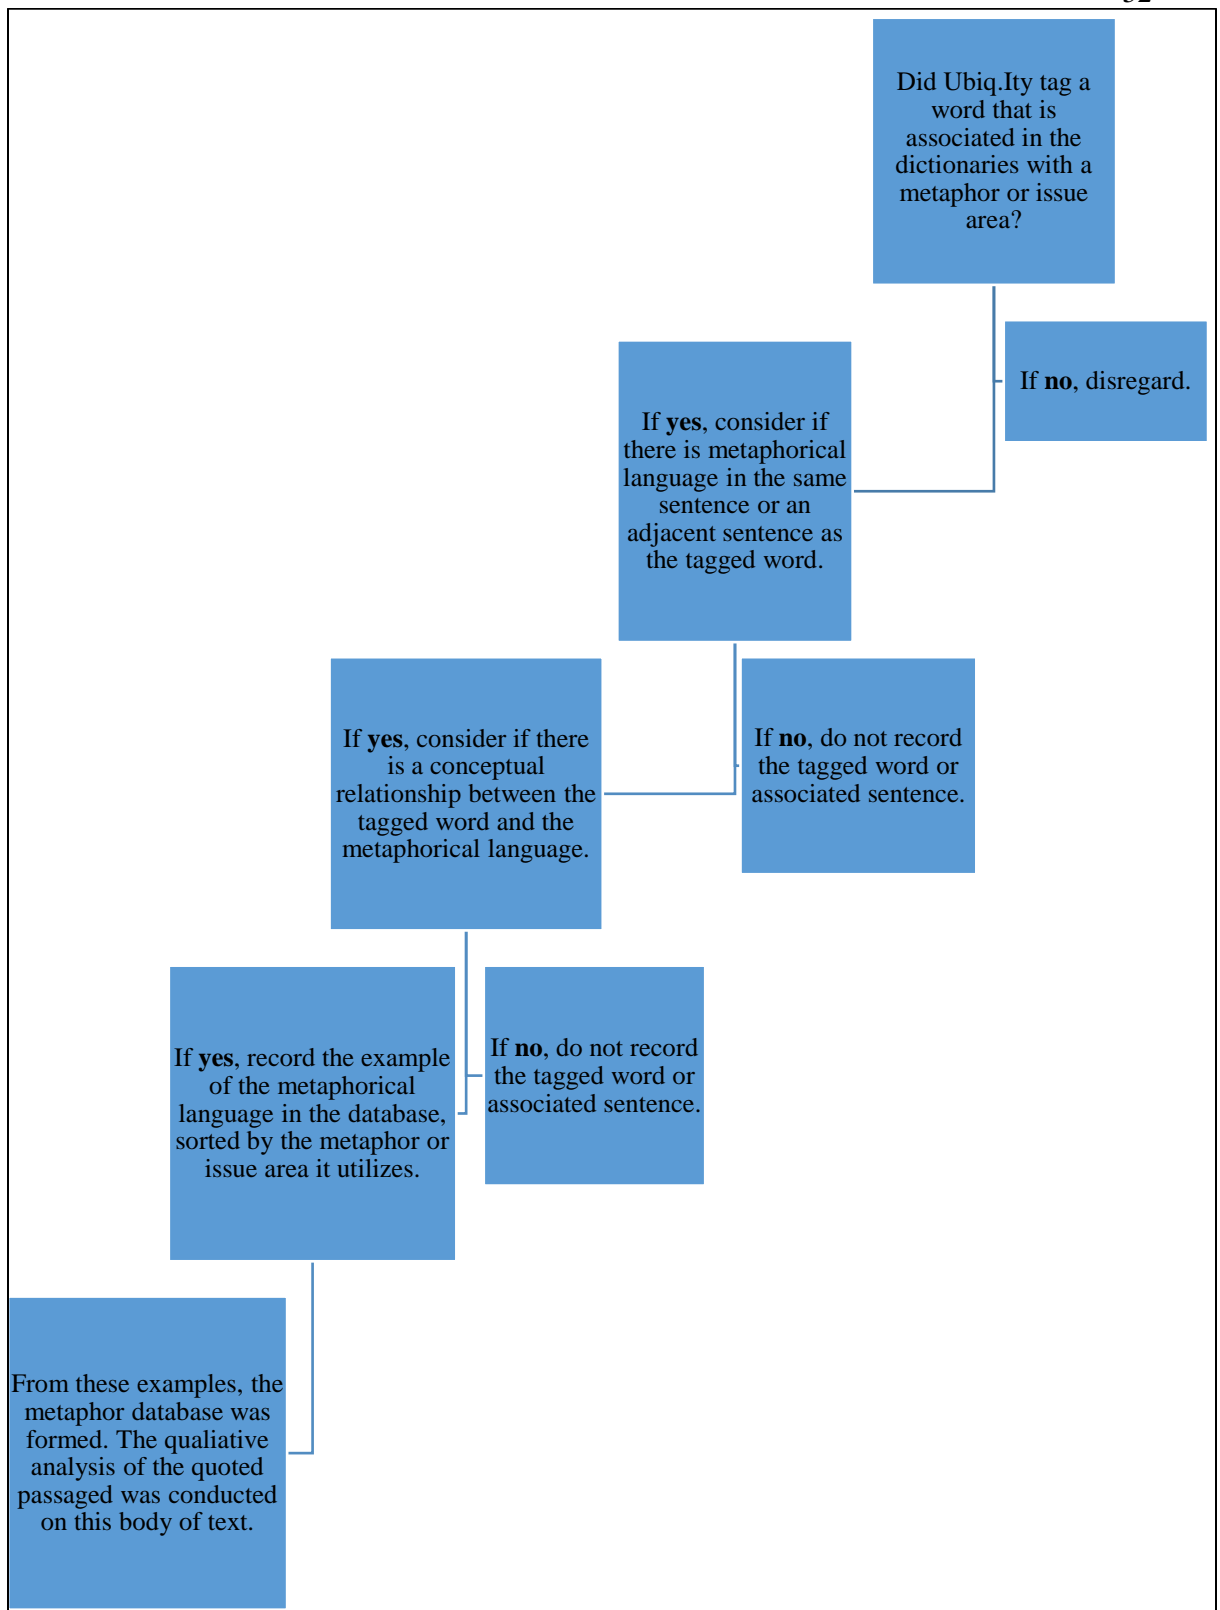 Did Ubiq.Ity tag a
word that is
associated in the
dictionaries with a
metaphor or issue
area?
If no, disregard.
If yes, consider if
there is metaphorical
language in the same
sentence or an
adjacent sentence as
the tagged word.
If yes, consider if there
is a conceptual
relationship between the
tagged word and the
metaphorical language.
If no, do not record
the tagged word or
associated sentence.
If yes, record the example
of the metaphorical
language in the database,
sorted by the metaphor or
issue area it utilizes.
If no, do not record
the tagged word or
associated sentence.
From these examples, the
metaphor database was
formed. The qualiative
analysis of the quoted
passaged was conducted
on this body of text.